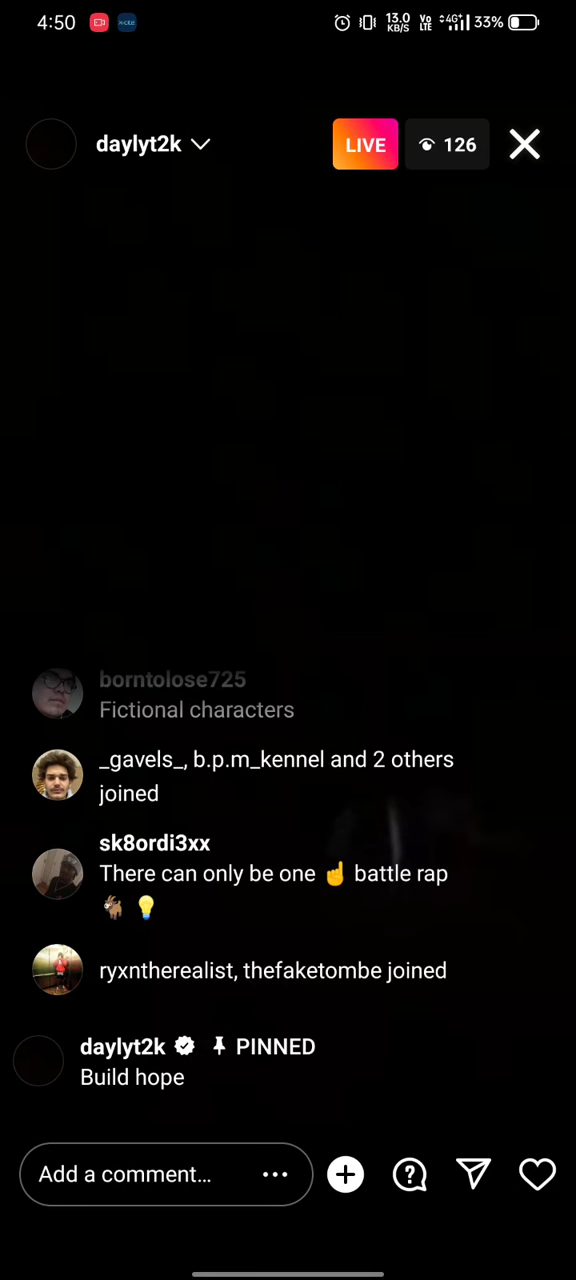 4:50
13.0 KB/S
Vo LTE
4G+
33%
daylyt2k
LIVE
126
borntolose725
Fictional characters
_gavels_, b.p.m_kennel and 2 others
joined
sk8ordi3xx
There can only be one ☝️ battle rap
🐐 💡
ryxntherealist, thefaketombe joined
daylyt2k PINNED
Build hope
Add a comment...